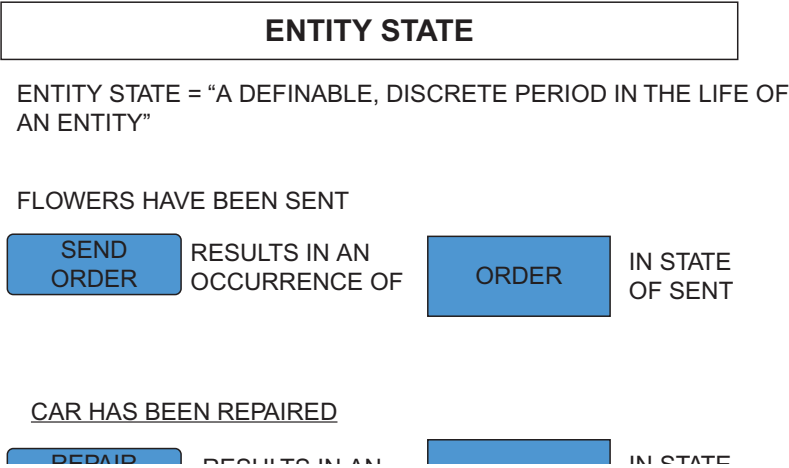 ENTITY STATE
ENTITY STATE = “A DEFINABLE, DISCRETE PERIOD IN THE LIFE OF
AN ENTITY”
FLOWERS HAVE BEEN SENT
SEND
ORDER
RESULTS IN AN
OCCURRENCE OF
ORDER
IN STATE
OF SENT
CAR HAS BEEN REPAIRED
REPAIR
RESULTS IN AN
IN STATE